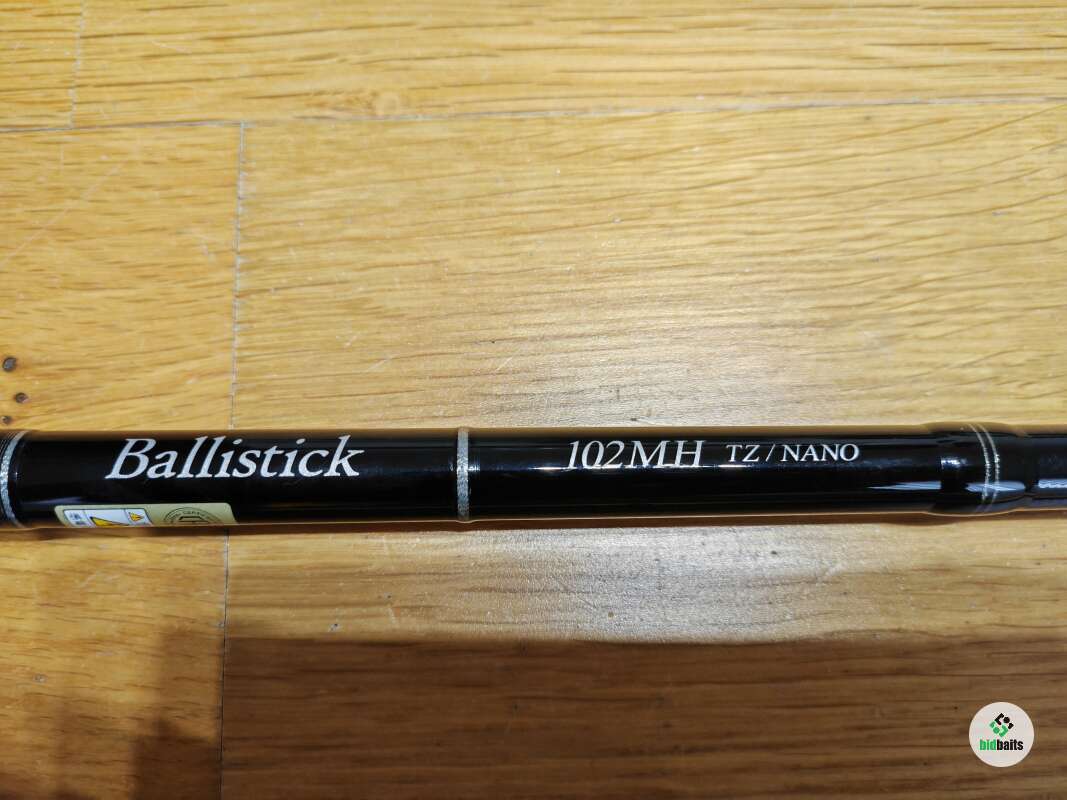 Ballistick
102MH TZ / NANO
bidbaits